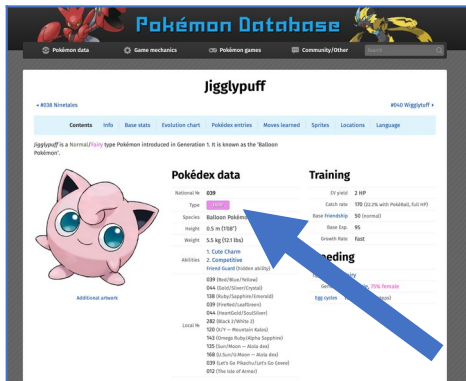 Pokémon Database
Pokémon data
Game mechanics
Pokémon games
Community/Other
Search
Jigglypuff
◂ #038 Ninetales
#040 Wigglytuff ▸
Contents Info Base stats Evolution chart Pokédex entries Moves learned Sprites Locations Language
Jigglypuff is a Normal/Fairy type Pokémon introduced in Generation 1. It is known as the 'Balloon
Pokémon'.
Additional artwork
Pokédex data
National № 039
Type
Species Balloon Pokémon
Height 0.5 m (1'08")
Weight 5.5 kg (12.1 lbs)
Abilities 1. Cute Charm
2. Competitive
Friend Guard (hidden ability)
Local № 039 (Red/Blue/Yellow)
044 (Gold/Silver/Crystal)
138 (Ruby/Sapphire/Emerald)
039 (FireRed/LeafGreen)
044 (HeartGold/SoulSilver)
282 (Black 2/White 2)
120 (X/Y — Mountain Kalos)
143 (Omega Ruby/Alpha Sapphire)
135 (Sun/Moon — Alola dex)
168 (U.Sun/U.Moon — Alola dex)
039 (Let's Go Pikachu/Let's Go Eevee)
012 (The Isle of Armor)
Training
EV yield 2 HP
Catch rate 170 (22.2% with PokéBall, full HP)
Base Friendship 50 (normal)
Base Exp. 95
Growth Rate Fast
eeding
75% female
Egg cycles